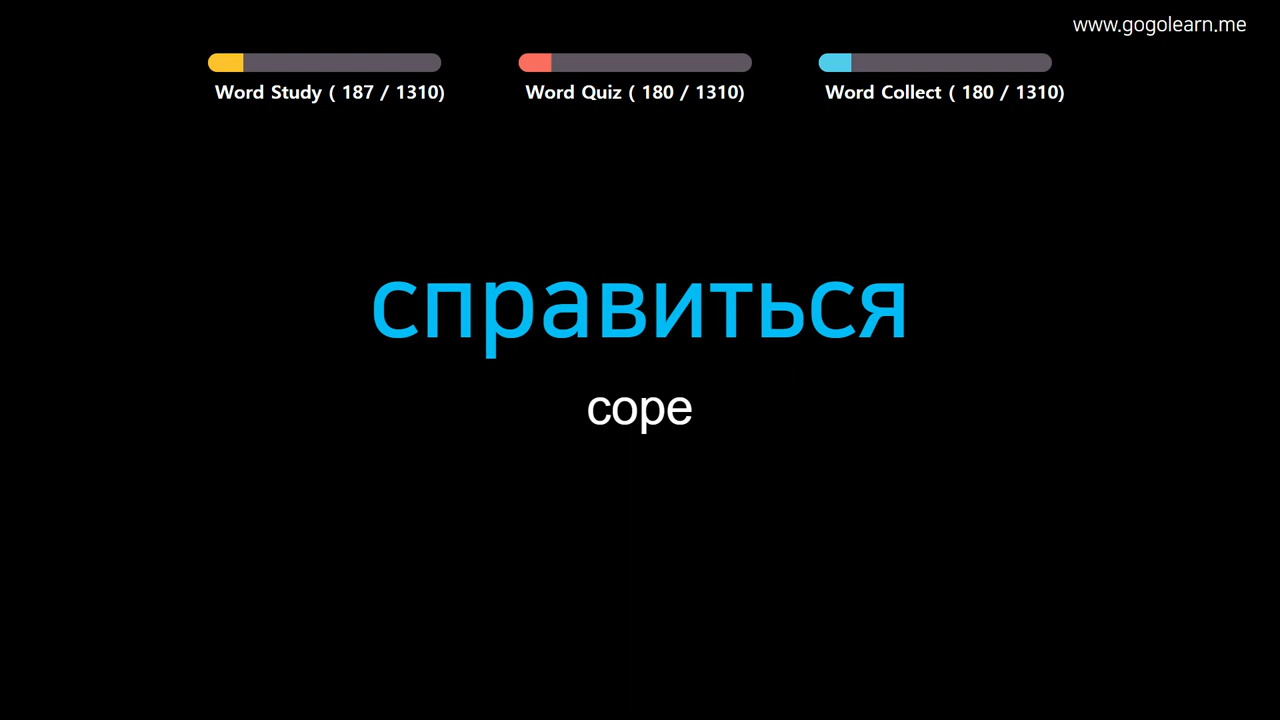 www.gogolearn.me
Word Study ( 187 / 1310)
Word Quiz ( 180 / 1310)
Word Collect ( 180 / 1310)
справиться
cope